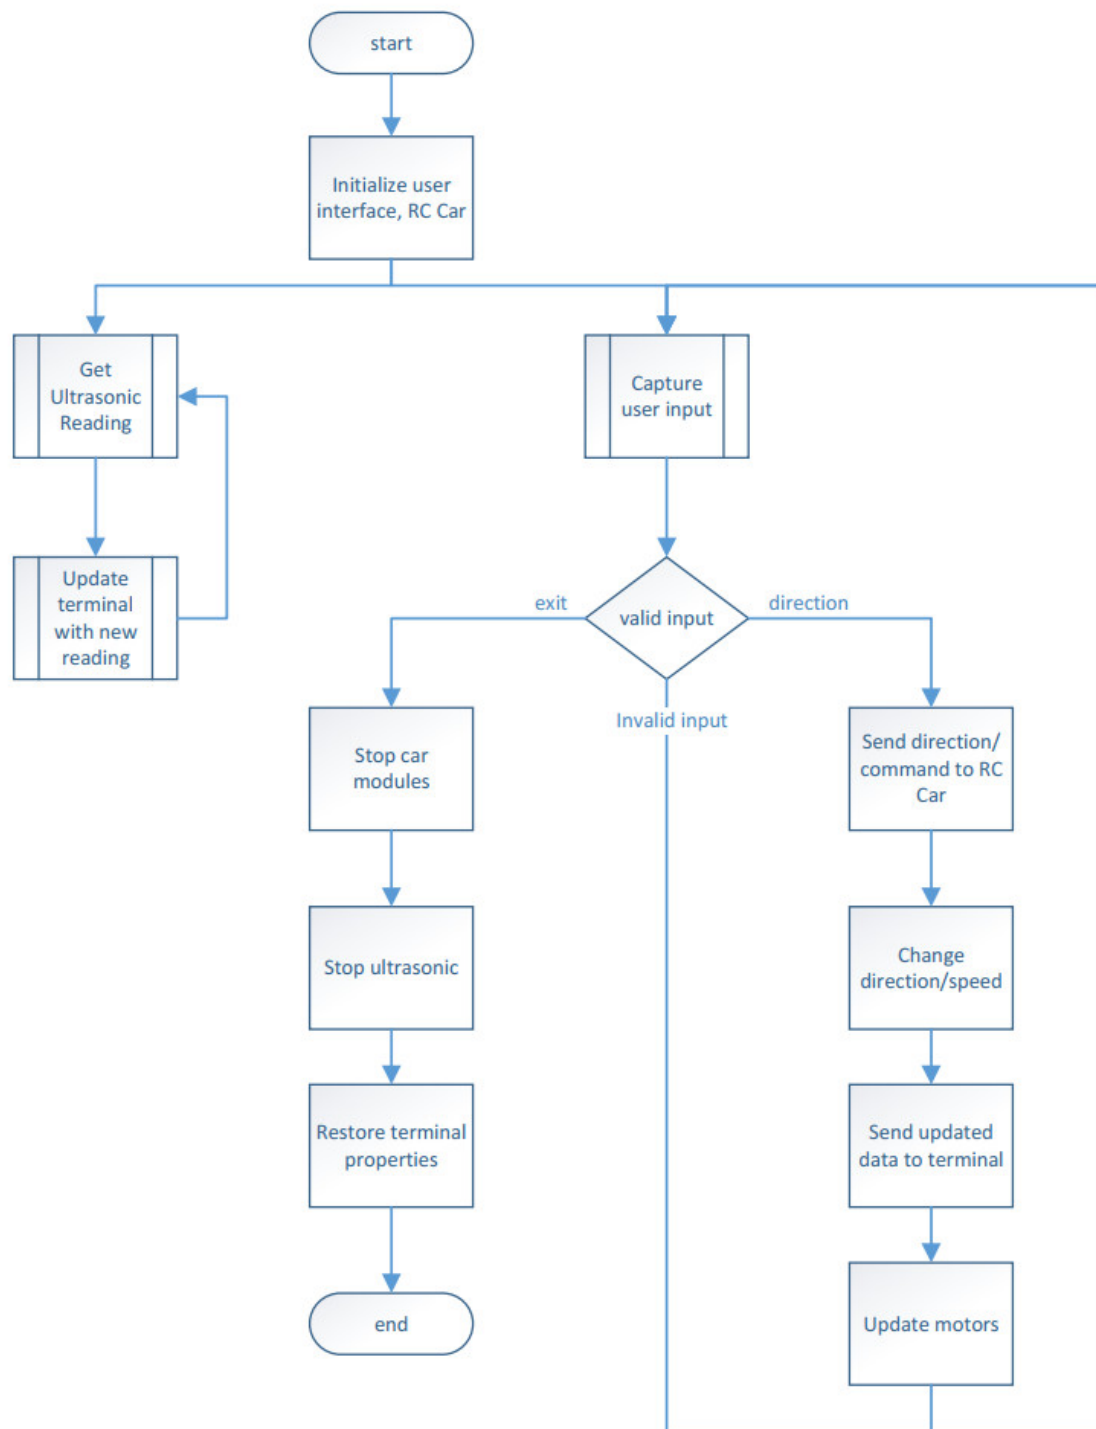 start
Initialize user
interface, RC Car
Get
Ultrasonic
Reading
Capture
user input
Update
terminal
with new
reading
exit
valid input
direction
Invalid input
Stop car
modules
Send direction/
command to RC
Car
Stop ultrasonic
Change
direction/speed
Restore terminal
properties
Send updated
data to terminal
end
Update motors